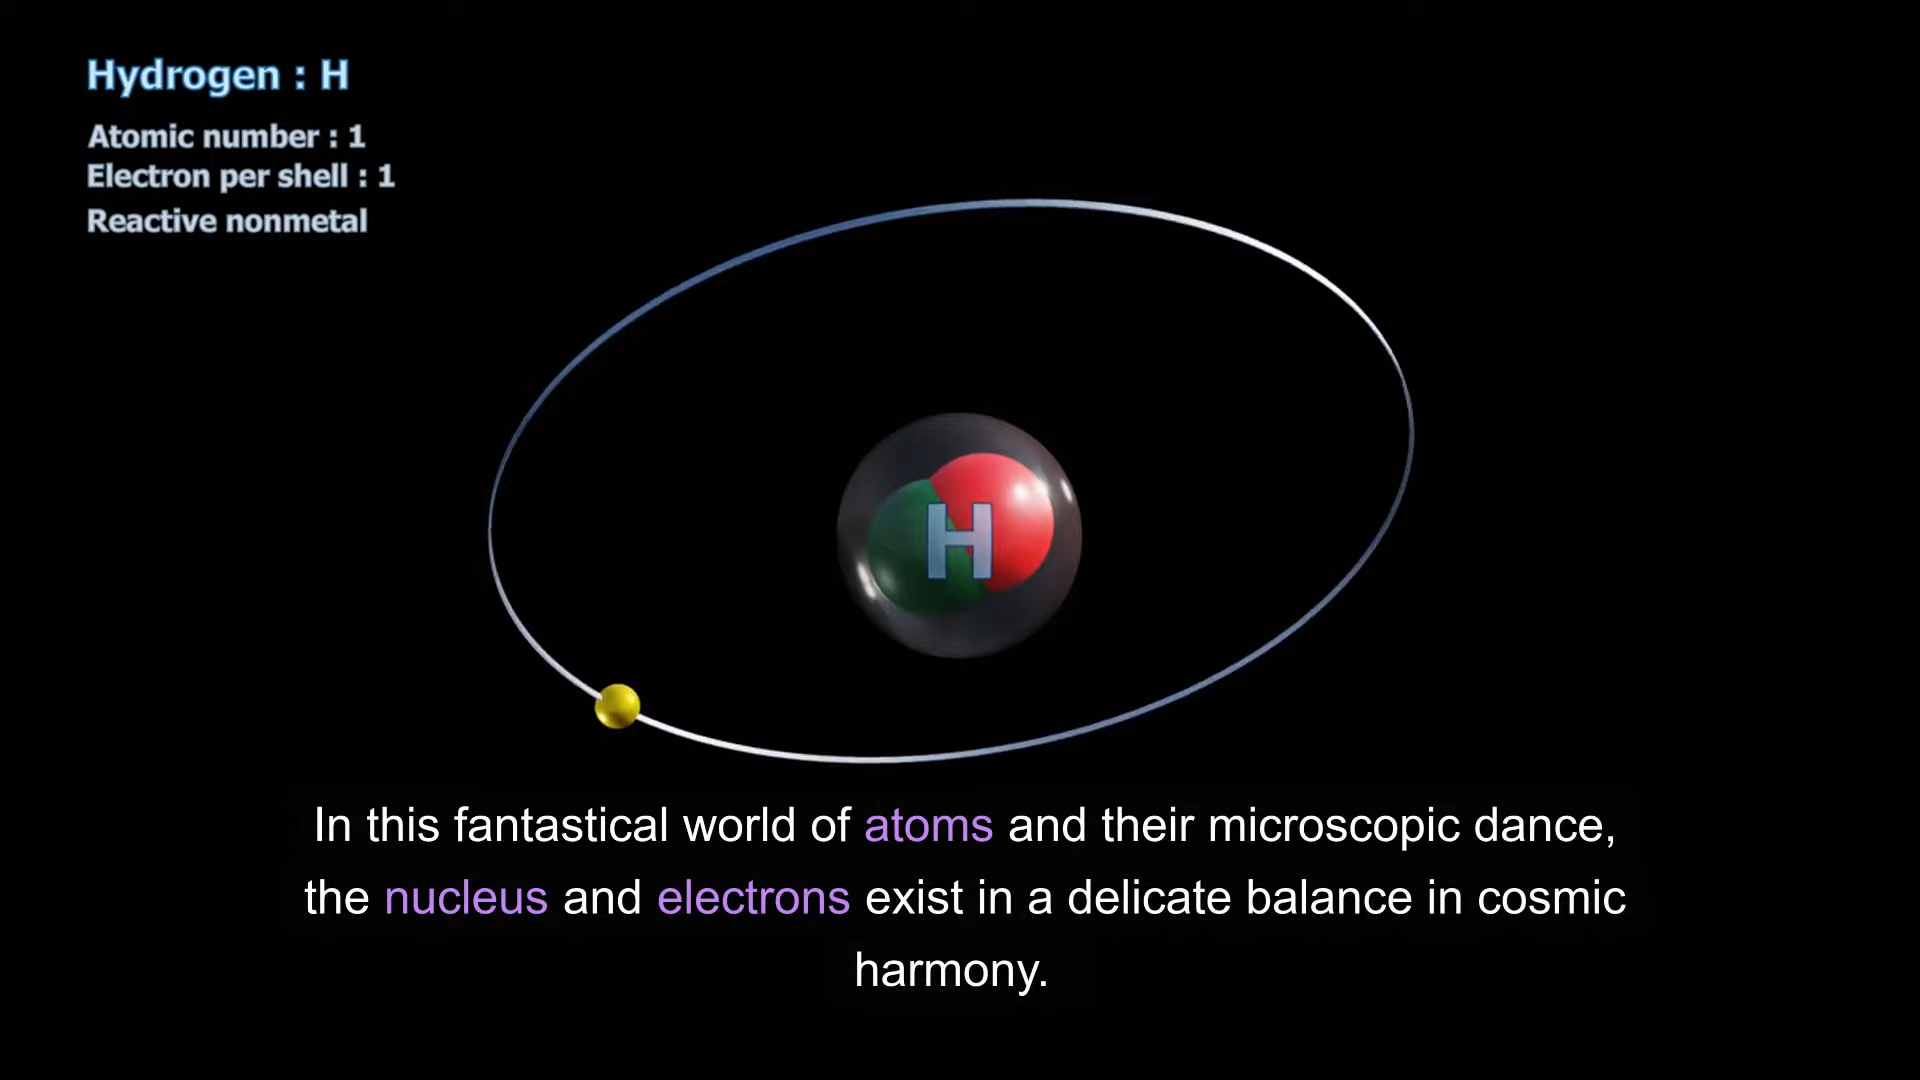 Hydrogen : H
Atomic number : 1
Electron per shell : 1
Reactive nonmetal
H
In this fantastical world of atoms and their microscopic dance,
the nucleus and electrons exist in a delicate balance in cosmic
harmony.